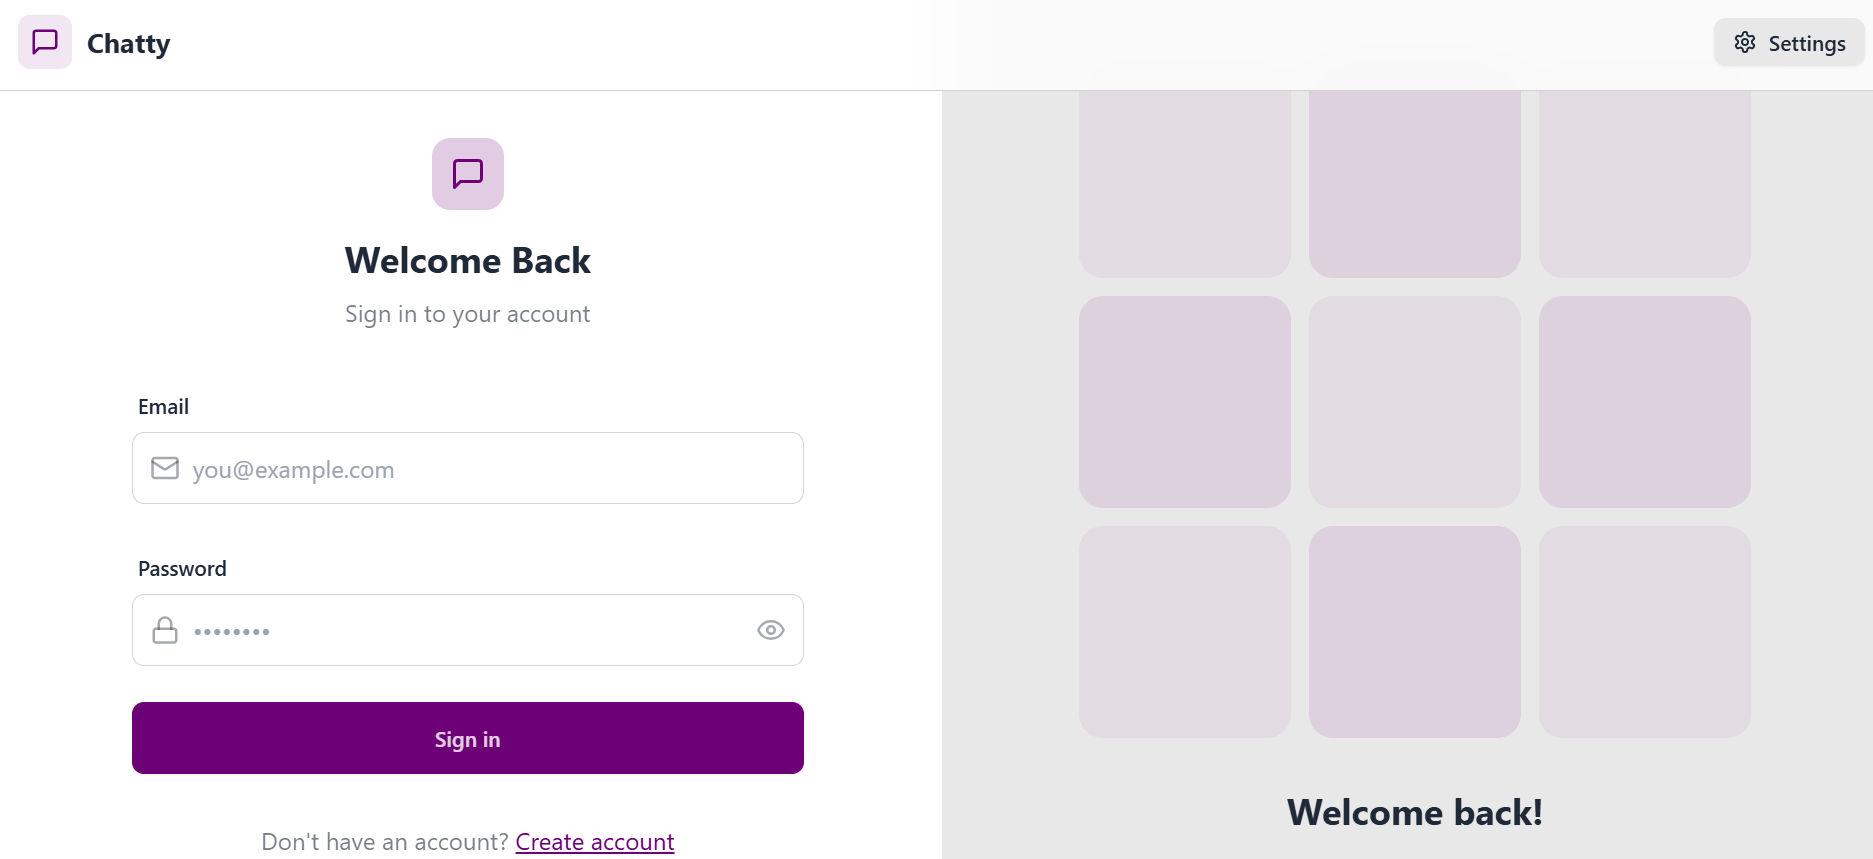 Chatty
Settings
Welcome Back
Sign in to your account
Email
you@example.com
Password
••••••••
Sign in
Don't have an account? Create account
Welcome back!